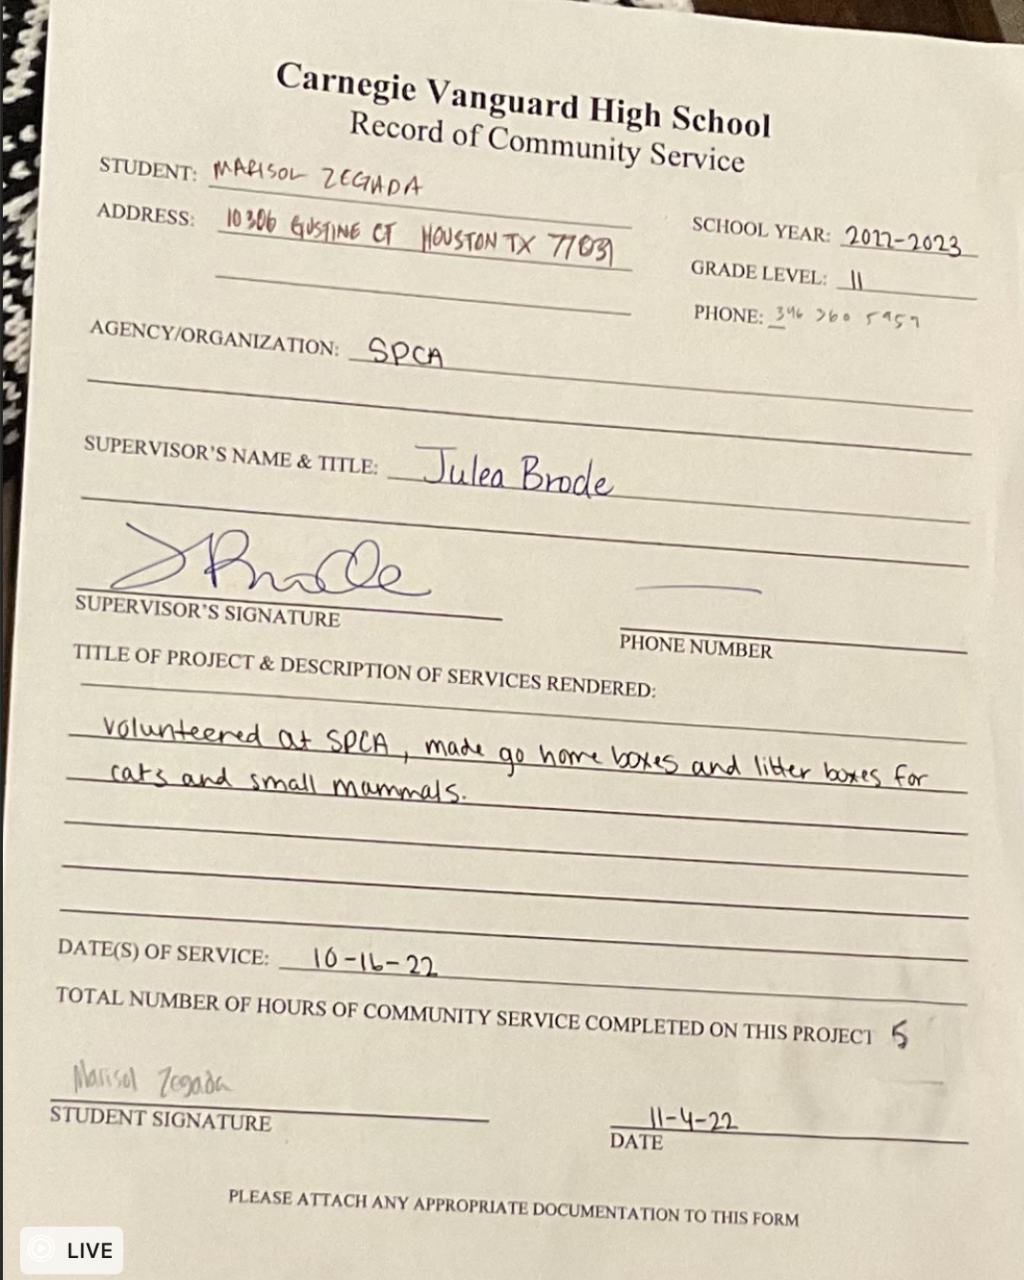 Carnegie Vanguard High School
Record of Community Service
STUDENT: MARISOL ZEGADA
ADDRESS: 10306 GUSTINE CT HOUSTON TX 77031
SCHOOL YEAR: 2022-2023
GRADE LEVEL: 11
PHONE: 346
AGENCY/ORGANIZATION: SPCA
SUPERVISOR'S NAME & TITLE: Julea Brode
J Brode
SUPERVISOR'S SIGNATURE
PHONE NUMBER
TITLE OF PROJECT & DESCRIPTION OF SERVICES RENDERED:
volunteered at SPCA, made go home boxes and litter boxes for
cats and small mammals.
DATE(S) OF SERVICE: 10-16-22
TOTAL NUMBER OF HOURS OF COMMUNITY SERVICE COMPLETED ON THIS PROJECT 5
Marisol Zegada
STUDENT SIGNATURE
11-4-22
DATE
PLEASE ATTACH ANY APPROPRIATE DOCUMENTATION TO THIS FORM
LIVE